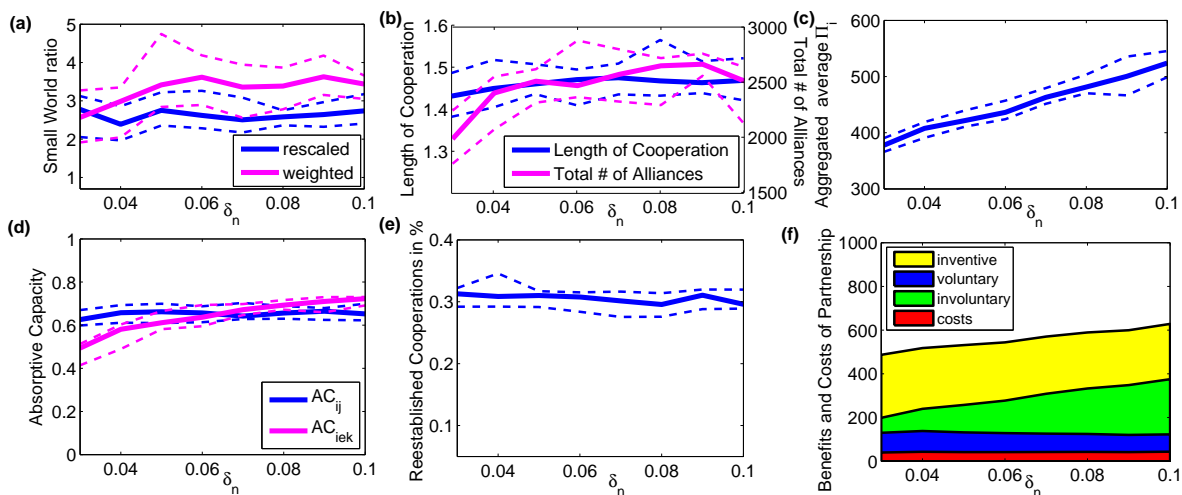 (a)
Small World ratio
5
4
3
2
1
0.04 0.06 0.08 0.1
δn
rescaled
weighted
(b)
Length of Cooperation
1.6
1.5
1.4
1.3
3000
2500
2000
1500
Total # of Alliances
0.04 0.06 0.08 0.1
δn
Length of Cooperation
Total # of Alliances
(c)
Aggregated average Πi
600
500
400
300
0.04 0.06 0.08 0.1
δn
(d)
Absorptive Capacity
1
0.8
0.6
0.4
0.2
0
0.04 0.06 0.08 0.1
δn
ACij
ACiek
(e)
Reestablished Cooperations in %
0.4
0.3
0.2
0.1
0.04 0.06 0.08 0.1
δn
(f)
Benefits and Costs of Partnership
1000
800
600
400
200
0
0.04 0.06 0.08 0.1
δn
inventive
voluntary
involuntary
costs